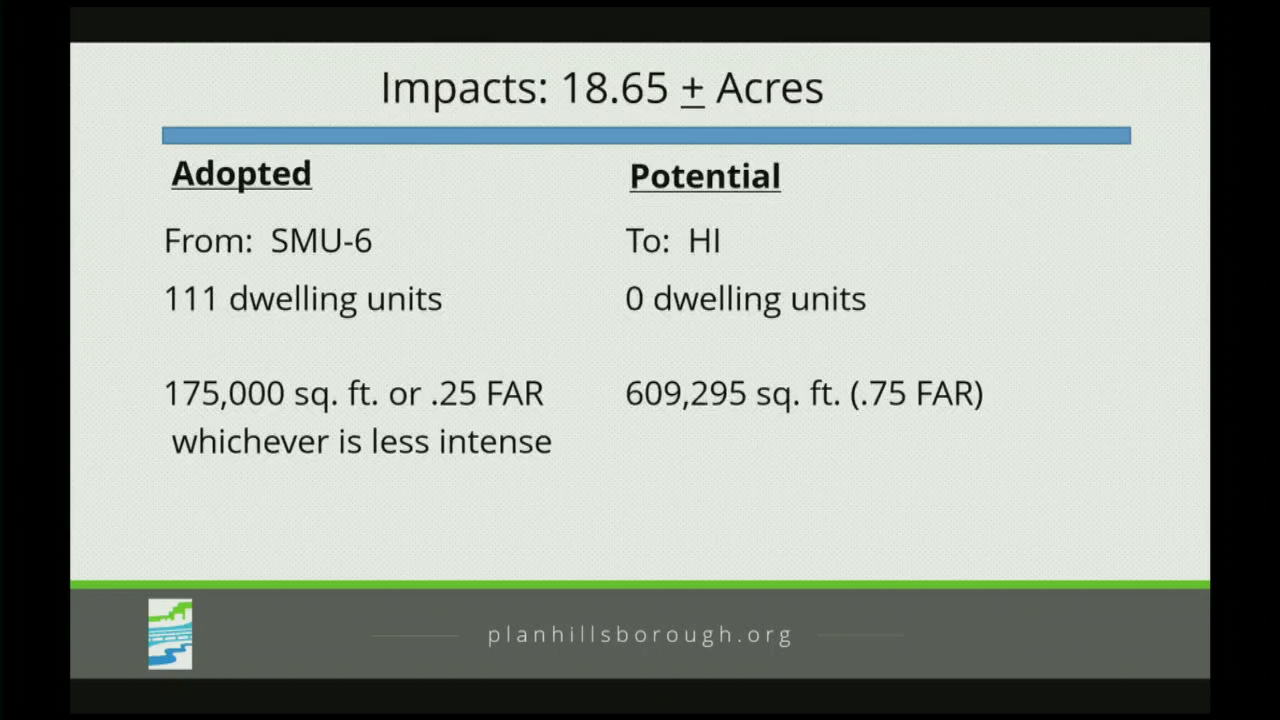 Impacts: 18.65 ± Acres
Adopted
From: SMU-6
111 dwelling units
175,000 sq. ft. or .25 FAR
whichever is less intense
Potential
To: HI
0 dwelling units
609,295 sq. ft. (.75 FAR)
planhillsborough.org